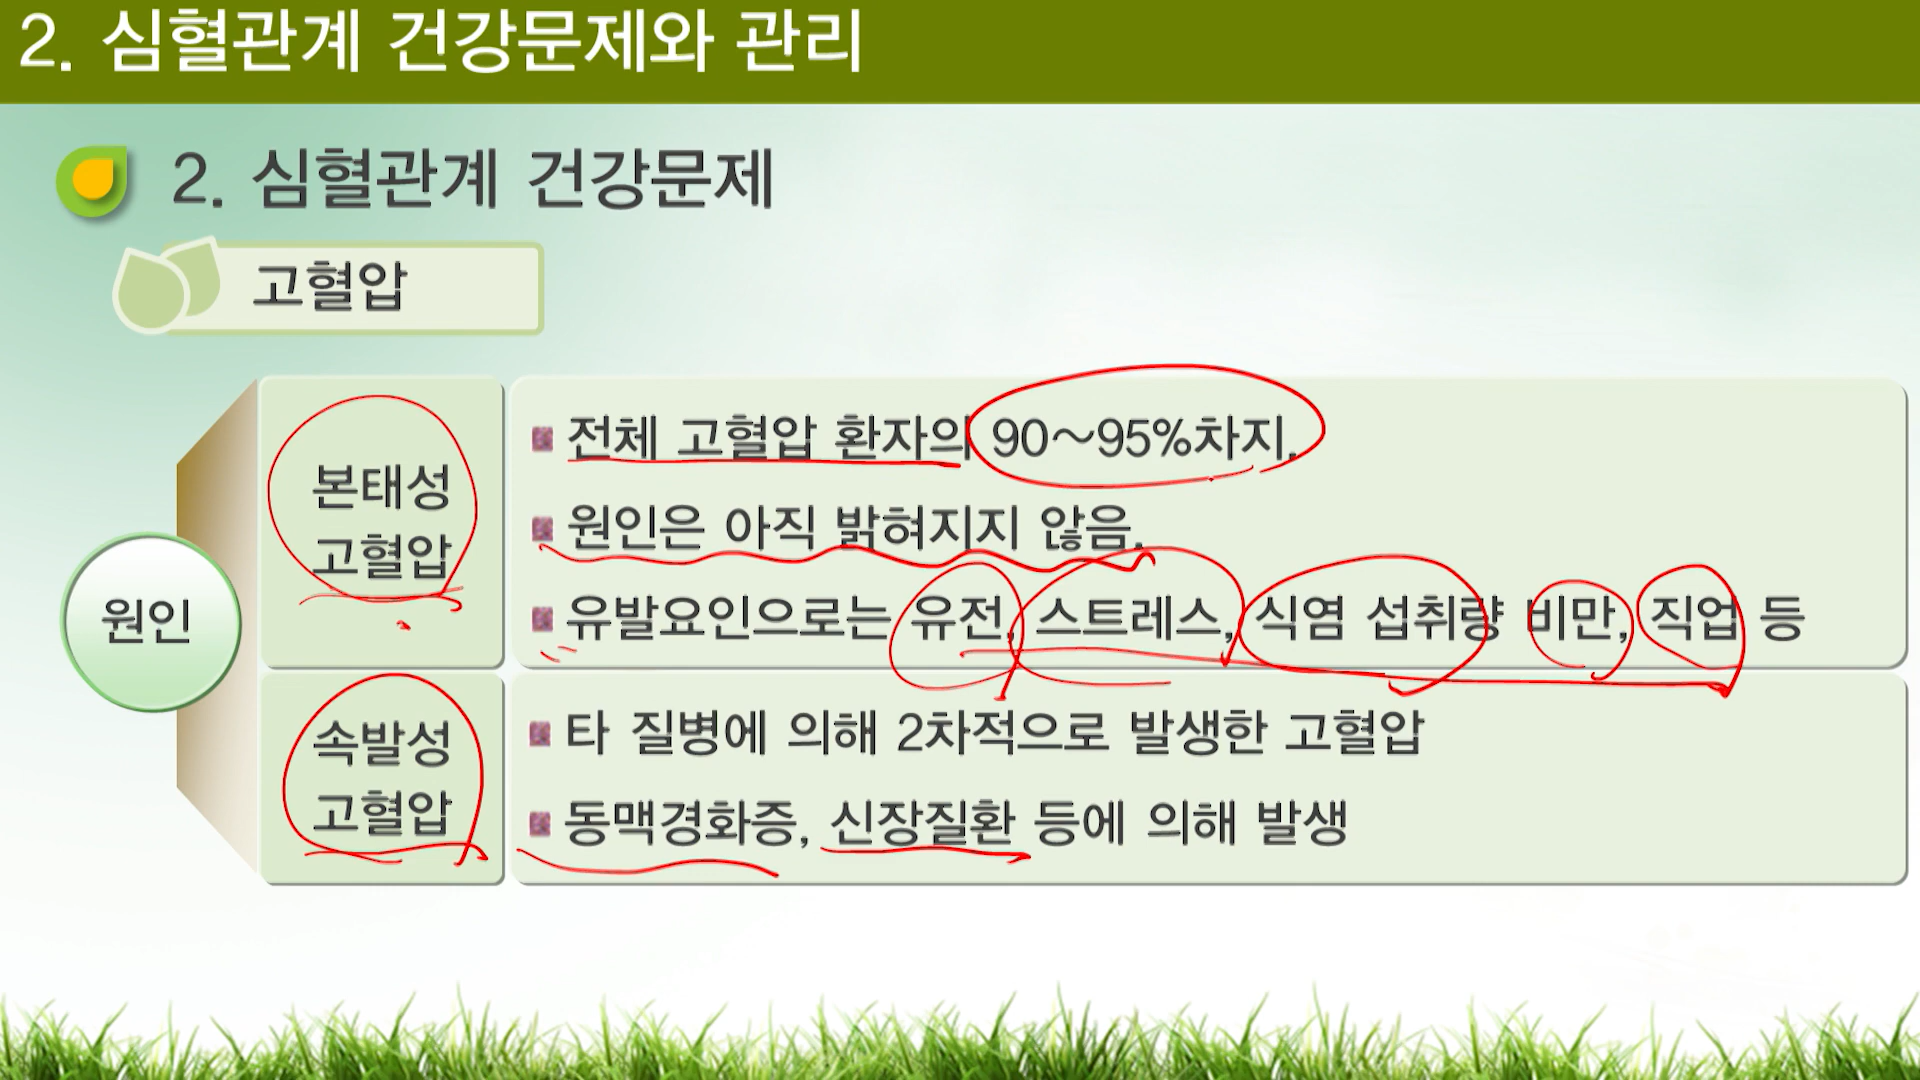 2. 심혈관계 건강문제와 관리
2. 심혈관계 건강문제
고혈압
원인
본태성
고혈압
전체 고혈압 환자의 90~95%차지.
원인은 아직 밝혀지지 않음.
유발요인으로는 유전, 스트레스, 식염 섭취량 비만, 직업 등
속발성
고혈압
타 질병에 의해 2차적으로 발생한 고혈압
동맥경화증, 신장질환 등에 의해 발생